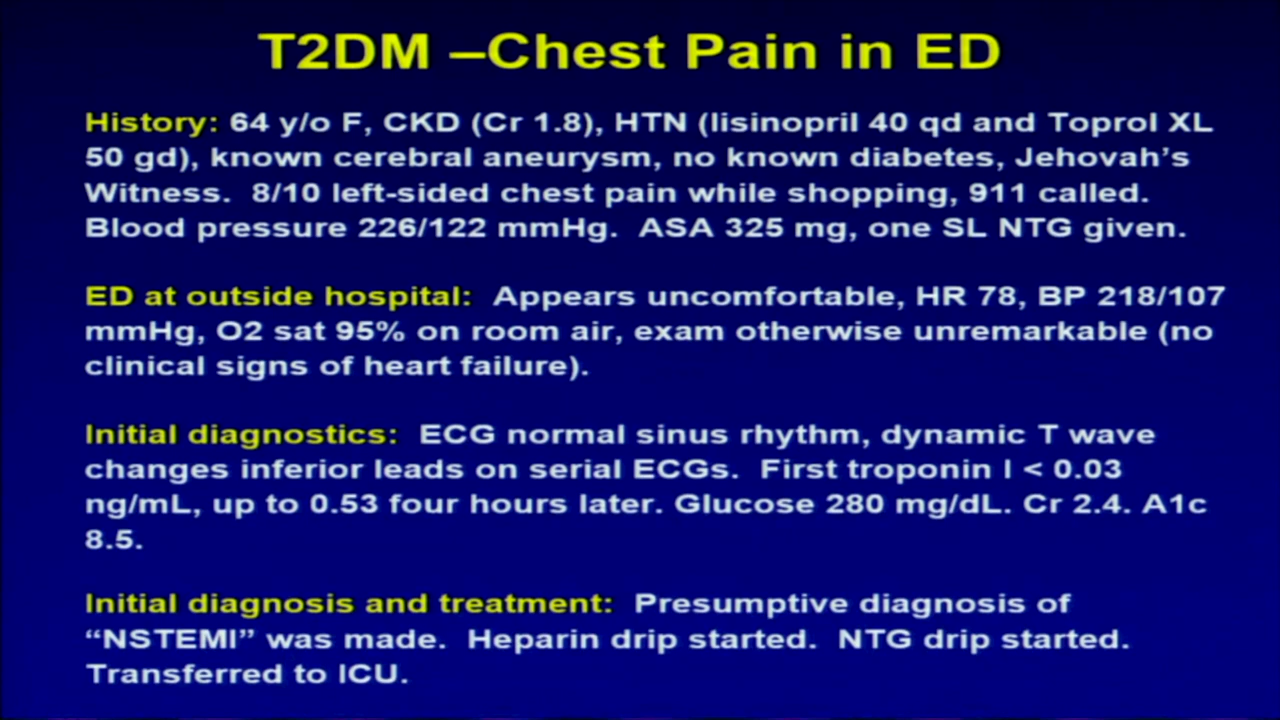 T2DM –Chest Pain in ED
History: 64 y/o F, CKD (Cr 1.8), HTN (lisinopril 40 qd and Toprol XL
50 gd), known cerebral aneurysm, no known diabetes, Jehovah's
Witness. 8/10 left-sided chest pain while shopping, 911 called.
Blood pressure 226/122 mmHg. ASA 325 mg, one SL NTG given.
ED at outside hospital: Appears uncomfortable, HR 78, BP 218/107
mmHg, O2 sat 95% on room air, exam otherwise unremarkable (no
clinical signs of heart failure).
Initial diagnostics: ECG normal sinus rhythm, dynamic T wave
changes inferior leads on serial ECGs. First troponin I < 0.03
ng/mL, up to 0.53 four hours later. Glucose 280 mg/dL. Cr 2.4. A1c
8.5.
Initial diagnosis and treatment: Presumptive diagnosis of
“NSTEMI” was made. Heparin drip started. NTG drip started.
Transferred to ICU.